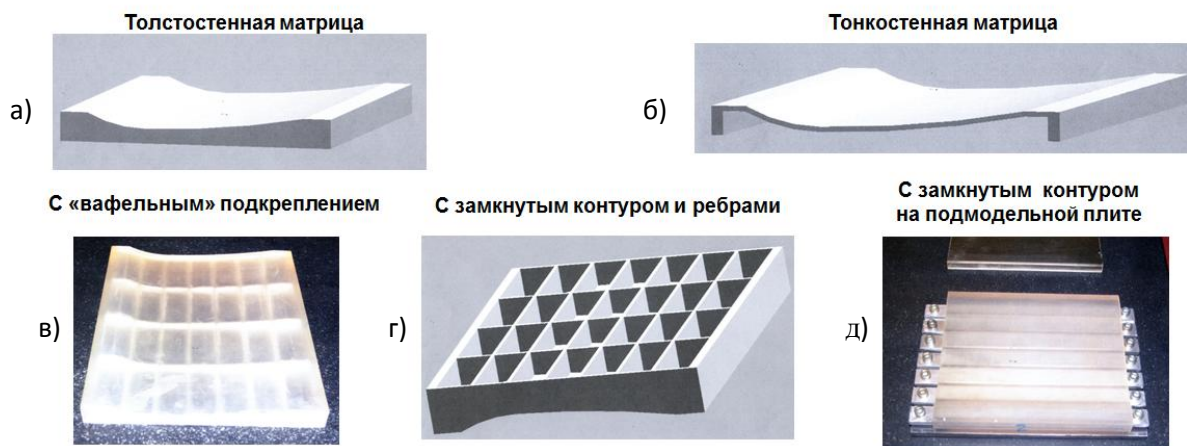 Толстостенная матрица
Тонкостенная матрица
а)
б)
С «вафельным» подкреплением
С замкнутым контуром и ребрами
С замкнутым контуром
на подмодельной плите
в)
г)
д)